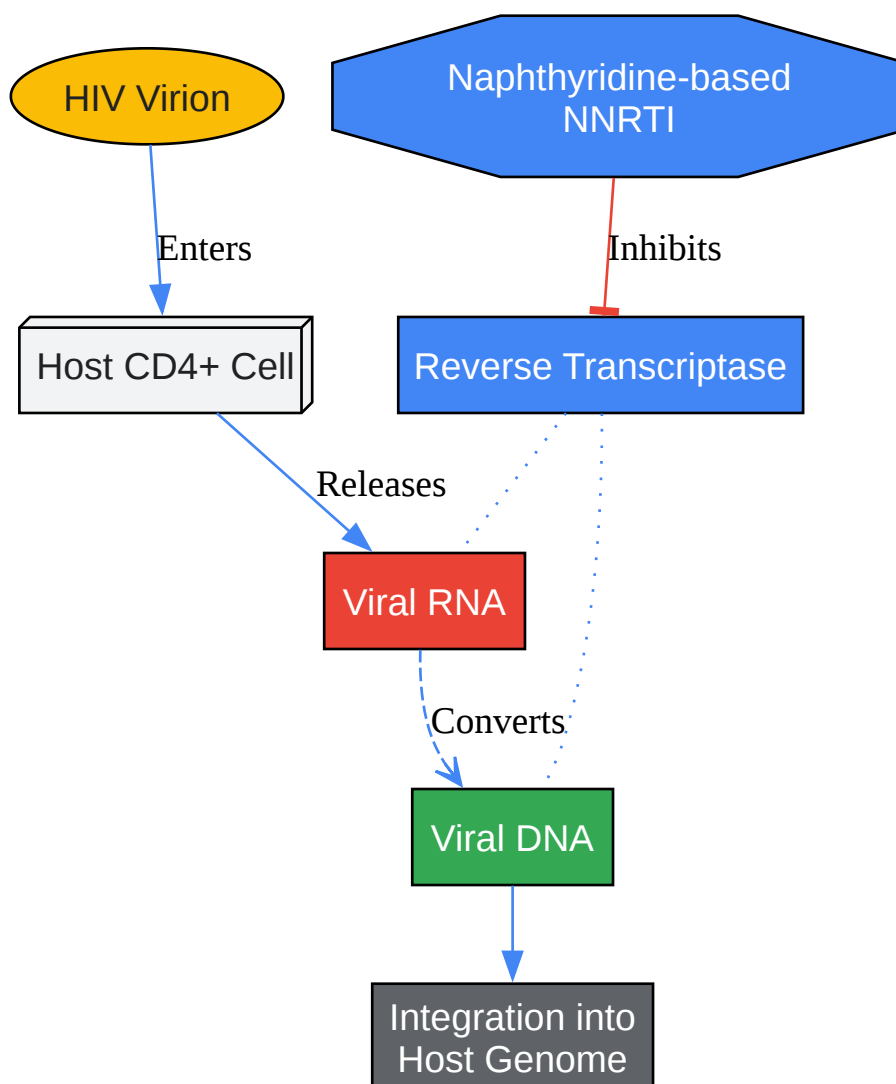 HIV Virion
Naphthyridine-based
NNRTI
Enters
Inhibits
Host CD4+ Cell
Reverse Transcriptase
Releases
Viral RNA
Converts
Viral DNA
Integration into
Host Genome